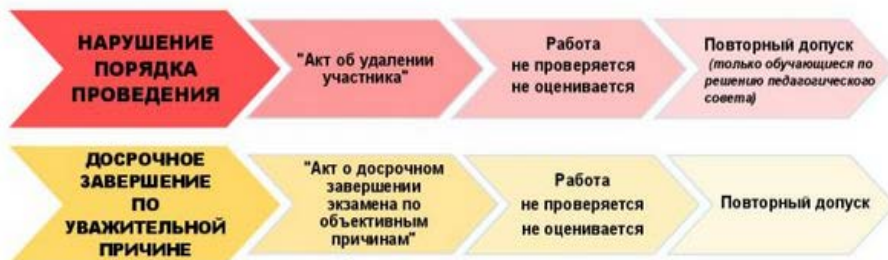 НАРУШЕНИЕ
ПОРЯДКА
ПРОВЕДЕНИЯ
"Акт об удалении
участника"
Работа
не проверяется
не оценивается
Повторный допуск
(только обучающиеся по
решению педагогического
совета)
ДОСРОЧНОЕ
ЗАВЕРШЕНИЕ
ПО
УВАЖИТЕЛЬНОЙ
ПРИЧИНЕ
"Акт о досрочном
завершении
экзамена по
объективным
причинам"
Работа
не проверяется
не оценивается
Повторный допуск